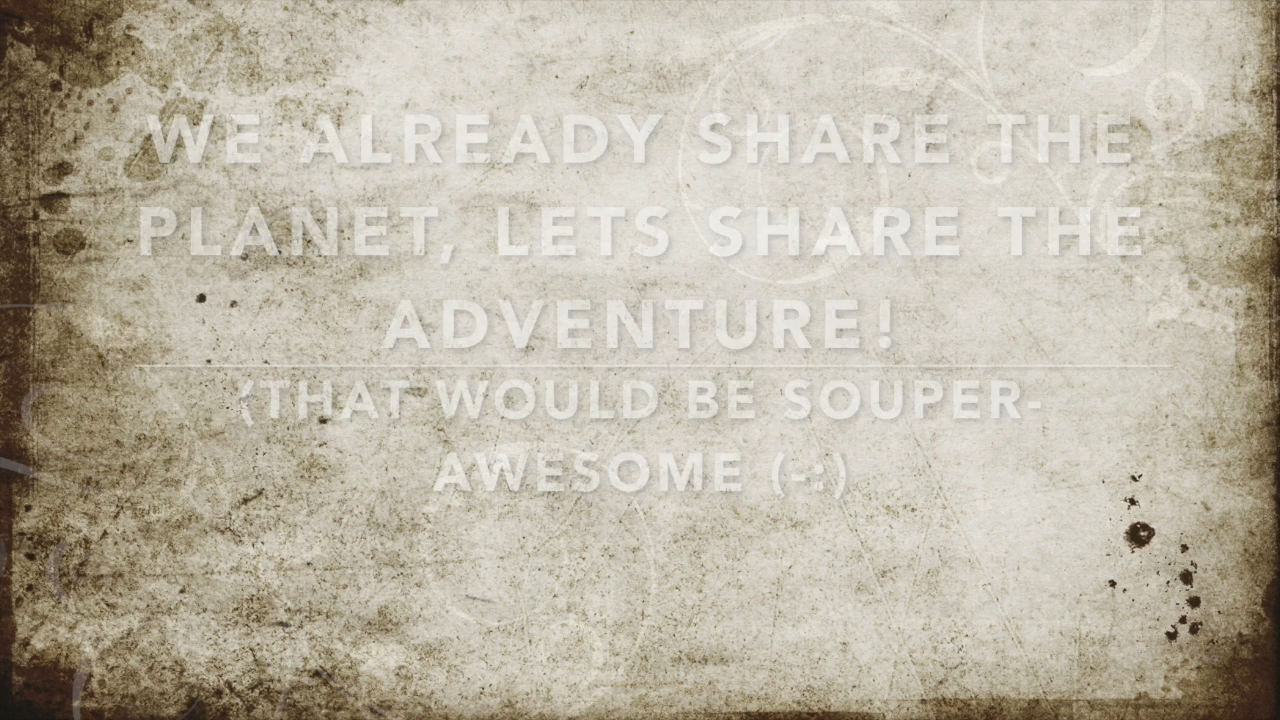 WE ALREADY SHARE THE
PLANET, LETS SHARE THE
ADVENTURE!
(THAT WOULD BE SOUPER-
AWESOME (-:)